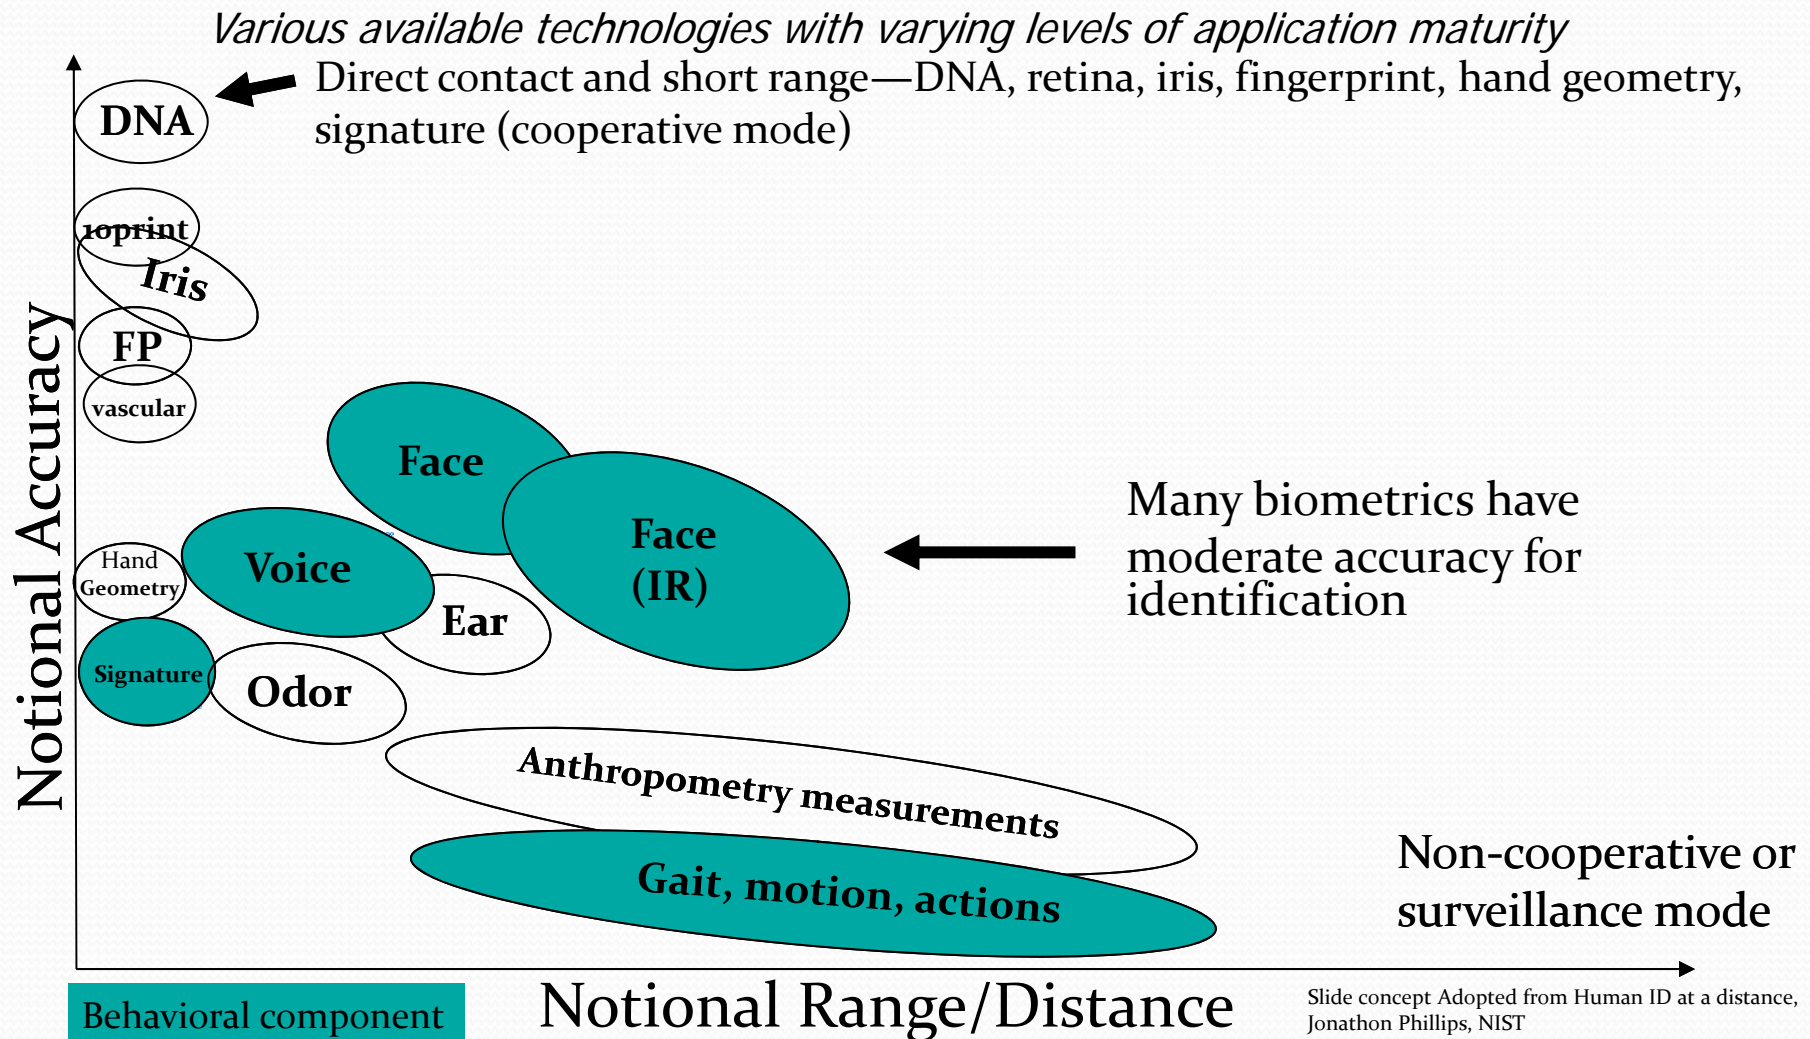 Various available technologies with varying levels of application maturity
Direct contact and short range—DNA, retina, iris, fingerprint, hand geometry,
signature (cooperative mode)
DNA
10print
Iris
FP
vascular
Face
Face
(IR)
Many biometrics have
moderate accuracy for
identification
Hand
Geometry
Voice
Ear
Signature
Odor
Anthropometry measurements
Gait, motion, actions
Non-cooperative or
surveillance mode
Notional Accuracy
Notional Range/Distance
Behavioral component
Slide concept Adopted from Human ID at a distance,
Jonathon Phillips, NIST